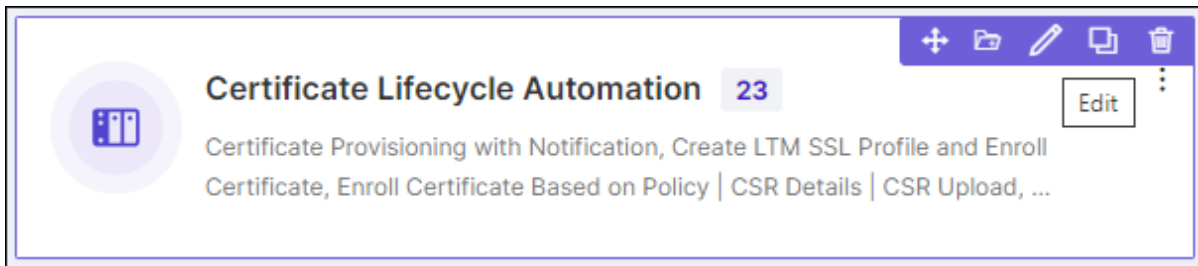 Certificate Lifecycle Automation 23
Edit
Certificate Provisioning with Notification, Create LTM SSL Profile and Enroll
Certificate, Enroll Certificate Based on Policy | CSR Details | CSR Upload, ...